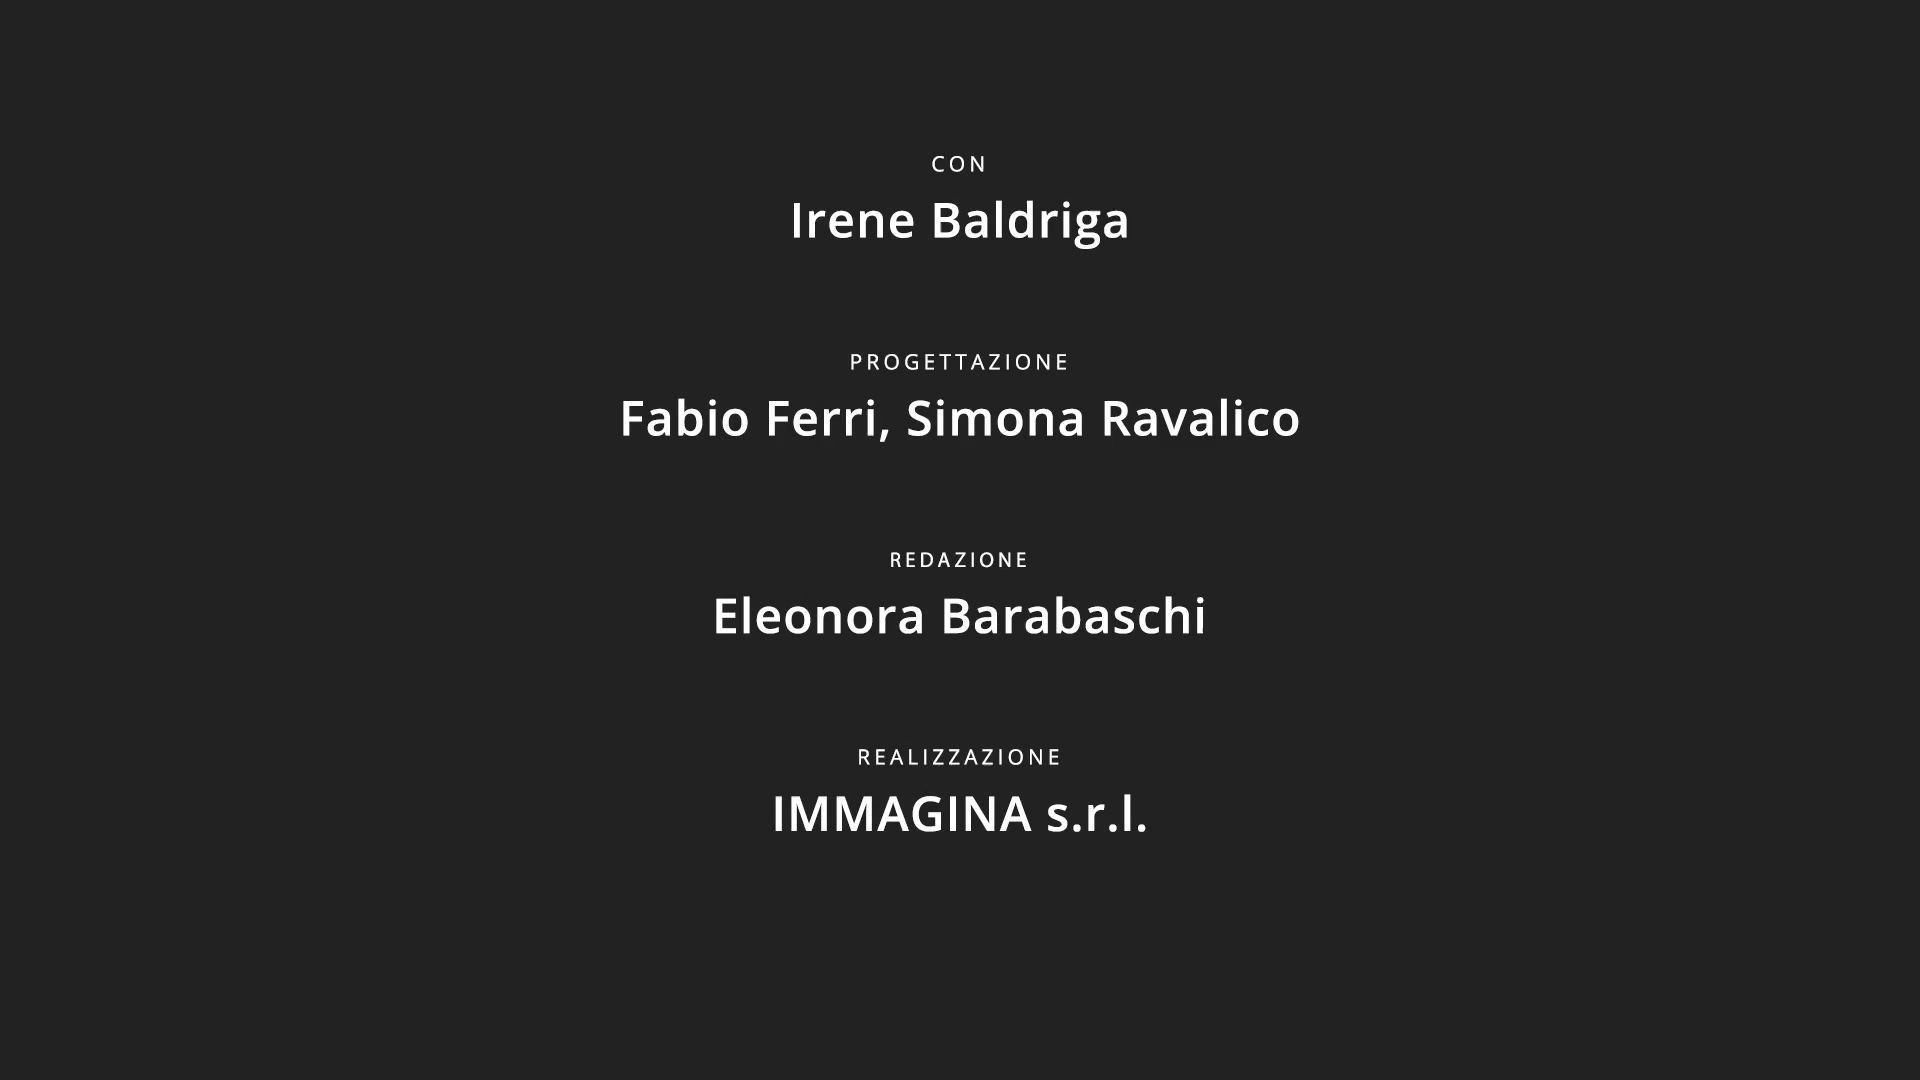 CON
Irene Baldriga
PROGETTAZIONE
Fabio Ferri, Simona Ravalico
REDAZIONE
Eleonora Barabaschi
REALIZZAZIONE
IMMAGINA s.r.l.